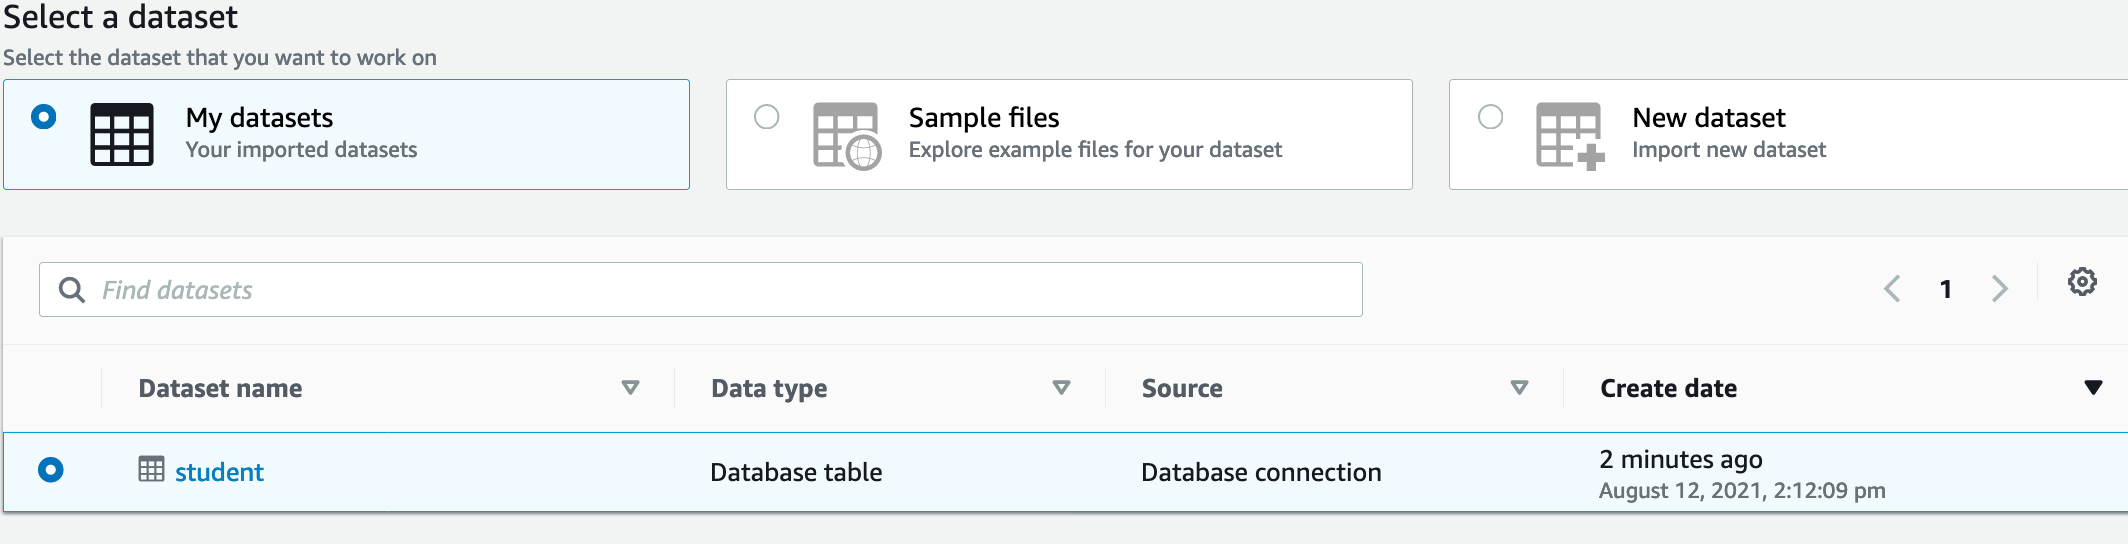 Select a dataset
Select the dataset that you want to work on
My datasets
Your imported datasets
Sample files
Explore example files for your dataset
New dataset
Import new dataset
Find datasets
1
Dataset name Data type Source Create date
student Database table Database connection 2 minutes ago
August 12, 2021, 2:12:09 pm